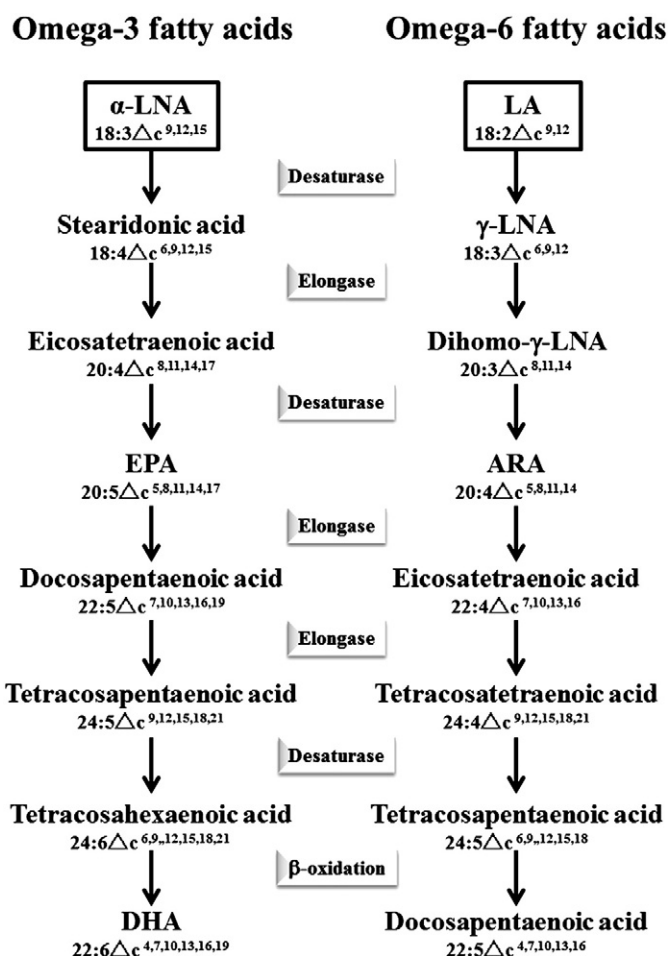 Omega-3 fatty acids Omega-6 fatty acids
α-LNA LA
18:3△c 9,12,15 18:2△c 9,12
Desaturase
Stearidonic acid γ-LNA
18:4△c 6,9,12,15 18:3△c 6,9,12
Elongase
Eicosatetraenoic acid Dihomo-γ-LNA
20:4△c 8,11,14,17 20:3△c 8,11,14
Desaturase
EPA ARA
20:5△c 5,8,11,14,17 20:4△c 5,8,11,14
Elongase
Docosapentaenoic acid Eicosatetraenoic acid
22:5△c 7,10,13,16,19 22:4△c 7,10,13,16
Elongase
Tetracosapentaenoic acid Tetracosatetraenoic acid
24:5△c 9,12,15,18,21 24:4△c 9,12,15,18,21
Desaturase
Tetracosahexaenoic acid Tetracosapentaenoic acid
24:6△c 6,9,,12,15,18,21 24:5△c 6,9,,12,15,18
β-oxidation
DHA Docosapentaenoic acid
22:6△c 4,7,10,13,16,19 22:5△c 4,7,10,13,16